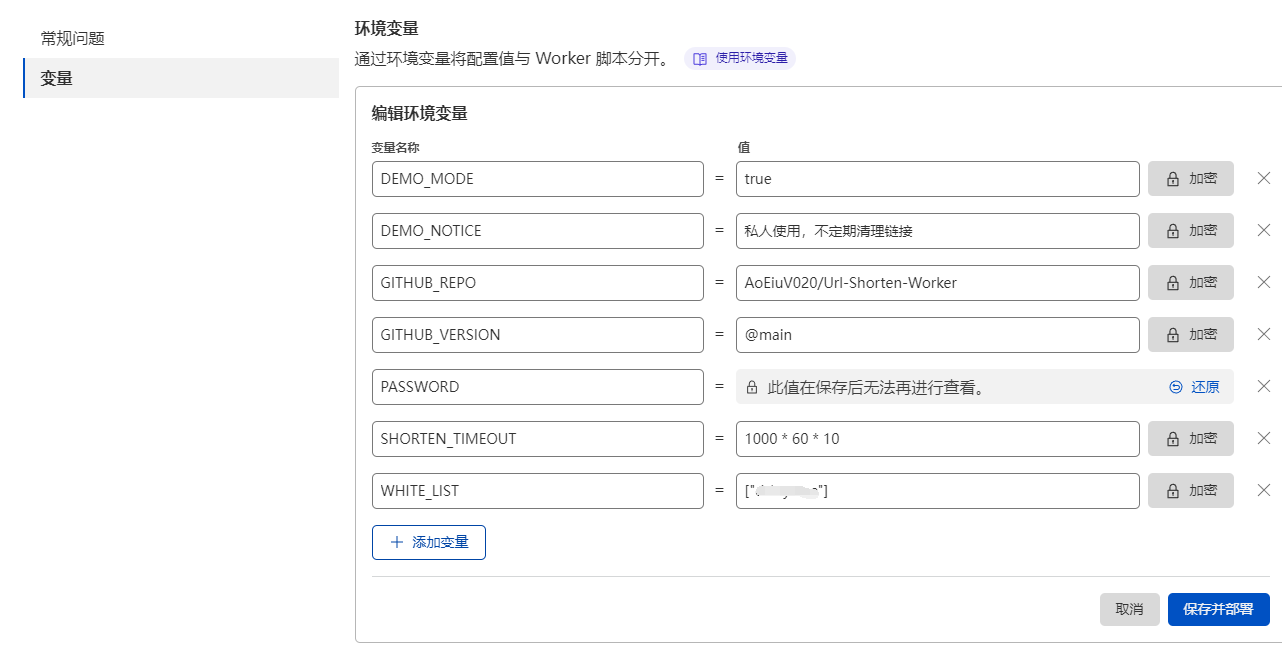 常规问题
变量
环境变量
通过环境变量将配置值与 Worker 脚本分开。 使用环境变量
编辑环境变量
变量名称 值
DEMO_MODE = true 加密
DEMO_NOTICE = 私人使用，不定期清理链接 加密
GITHUB_REPO = AoEiuV020/Url-Shorten-Worker 加密
GITHUB_VERSION = @main 加密
PASSWORD = 此值在保存后无法再进行查看。 还原
SHORTEN_TIMEOUT = 1000 * 60 * 10 加密
WHITE_LIST = [" "] 加密
+ 添加变量
取消 保存并部署